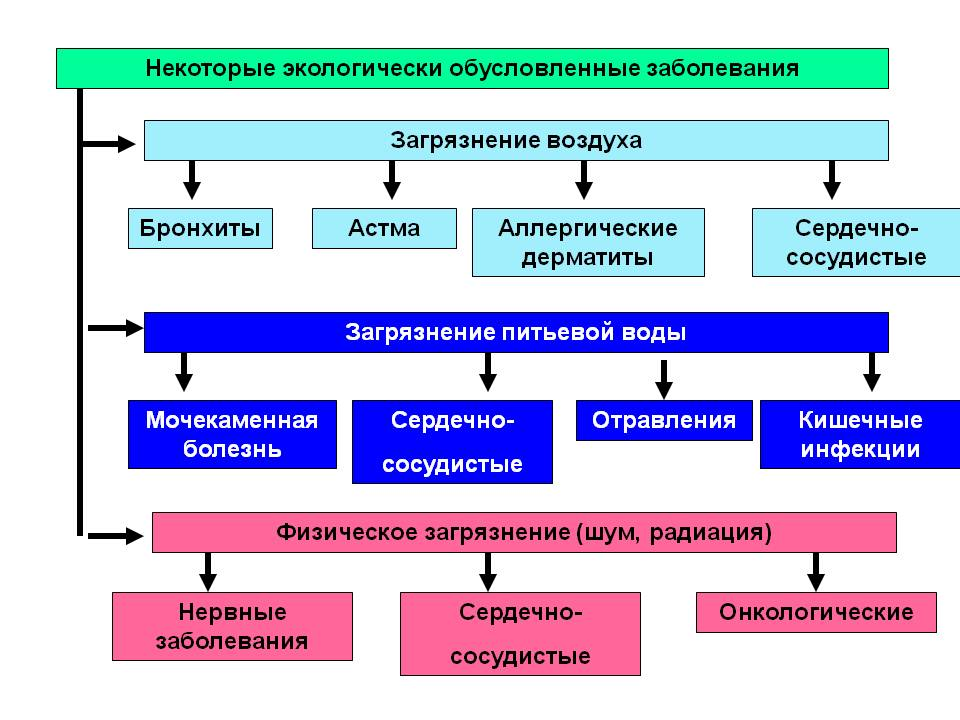 Некоторые экологически обусловленные заболевания
Загрязнение воздуха
Бронхиты
Астма
Аллергические
дерматиты
Сердечно-
сосудистые
Загрязнение питьевой воды
Мочекаменная
болезнь
Сердечно-
сосудистые
Отравления
Кишечные
инфекции
Физическое загрязнение (шум, радиация)
Нервные
заболевания
Сердечно-
сосудистые
Онкологические